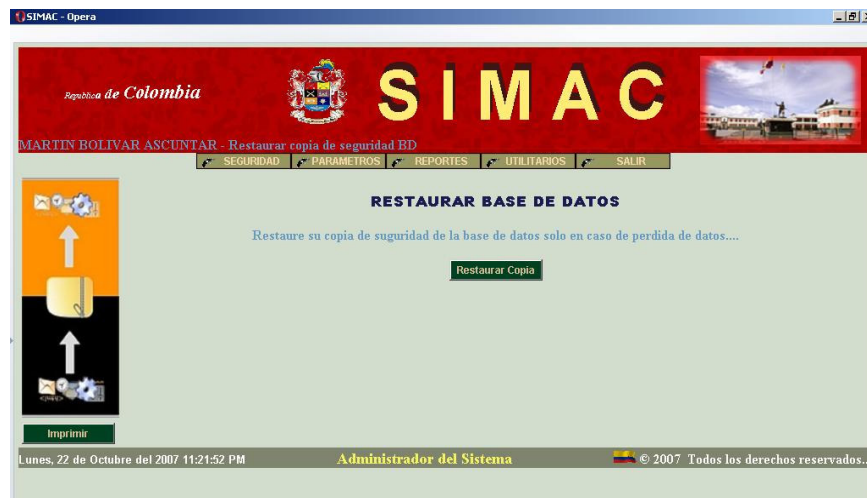 SIMAC - Opera
Republica de Colombia
SIMAC
MARTIN BOLIVAR ASCUNTAR - Restaurar copia de seguridad BD
SEGURIDAD PARAMETROS REPORTES UTILITARIOS SALIR
RESTAURAR BASE DE DATOS
Restaure su copia de suguridad de la base de datos solo en caso de perdida de datos....
Restaurar Copia
Imprimir
Lunes, 22 de Octubre del 2007 11:21:52 PM Administrador del Sistema © 2007 Todos los derechos reservados..